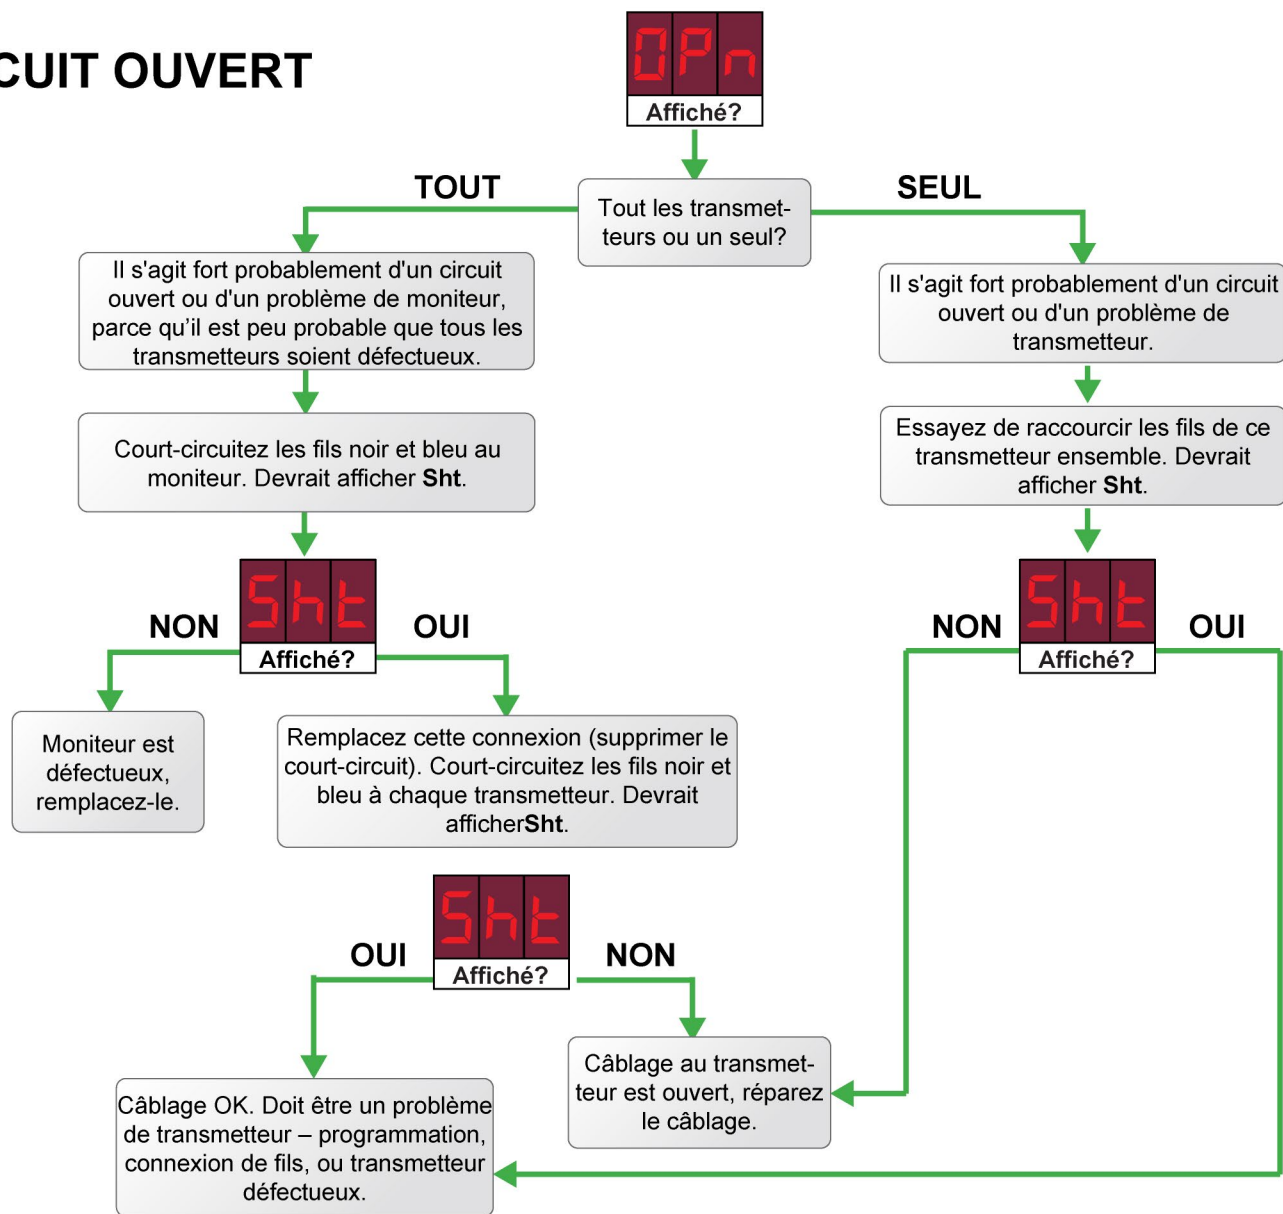 CUIT OUVERT
OPn
Affiché?
TOUT
SEUL
Tout les transmet-
teurs ou un seul?
Il s'agit fort probablement d'un circuit
ouvert ou d'un problème de moniteur,
parce qu’il est peu probable que tous les
transmetteurs soient défectueux.
Il s'agit fort probablement d'un circuit
ouvert ou d'un problème de
transmetteur.
Court-circuitez les fils noir et bleu au
moniteur. Devrait afficher Sht.
Essayez de raccourcir les fils de ce
transmetteur ensemble. Devrait
afficher Sht.
Sht
Affiché?
NON
OUI
Sht
Affiché?
NON
OUI
Moniteur est
défectueux,
remplacez-le.
Remplacez cette connexion (supprimer le
court-circuit). Court-circuitez les fils noir et
bleu à chaque transmetteur. Devrait
afficherSht.
Sht
Affiché?
OUI
NON
Câblage au transmet-
teur est ouvert, réparez
le câblage.
Câblage OK. Doit être un problème
de transmetteur – programmation,
connexion de fils, ou transmetteur
défectueux.